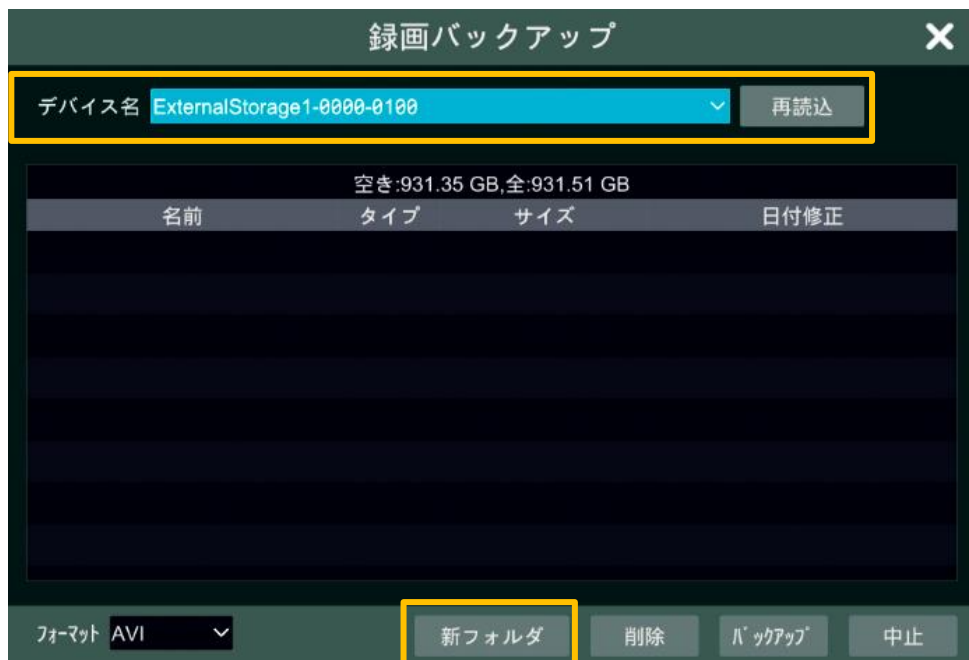 録画バックアップ
デバイス名 ExternalStorage1-0000-0100 再読込
空き:931.35 GB,全:931.51 GB
名前 タイプ サイズ 日付修正
ﾌｫｰﾏｯﾄ AVI 新フォルダ 削除 ﾊﾞｯｸｱｯﾌﾟ 中止